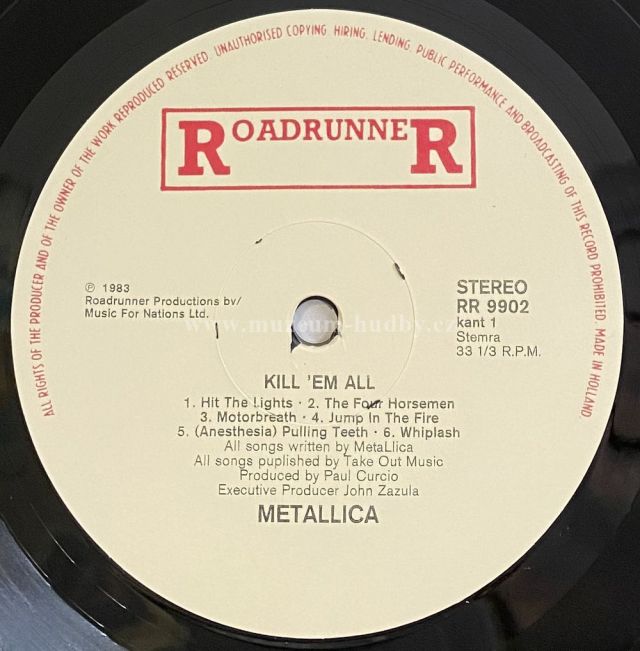 ALL RIGHTS OF THE PRODUCER AND OF THE OWNER OF THE WORK REPRODUCED RESERVED. UNAUTHORISED COPYING, HIRING, LENDING, PUBLIC PERFORMANCE AND BROADCASTING OF THIS RECORD PROHIBITED. MADE IN HOLLAND.
ROADRUNNER
℗ 1983
Roadrunner Productions bv/
Music For Nations Ltd.
STEREO
RR 9902
kant 1
Stemra
33 1/3 R.P.M.
www.muzeum-hudby.cz
KILL 'EM ALL
1. Hit The Lights · 2. The Four Horsemen
3. Motorbreath · 4. Jump In The Fire
5. (Anesthesia) Pulling Teeth · 6. Whiplash
All songs written by MetaLlica
All songs puplished by Take Out Music
Produced by Paul Curcio
Executive Producer John Zazula
METALLICA